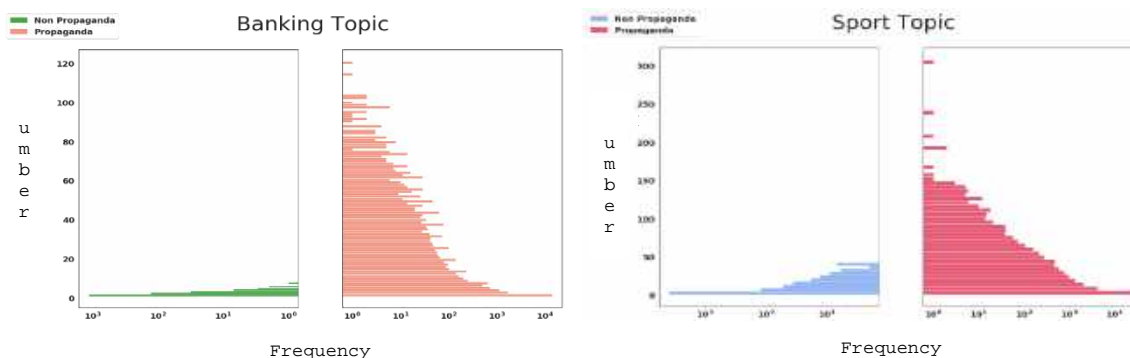 Non Propaganda
Propaganda
Banking Topic
120
100
80
60
40
20
0
u
m
b
e
r
10³ 10² 10¹ 10⁰
10⁰ 10¹ 10² 10³ 10⁴
Frequency
Non Propaganda
Propaganda
Sport Topic
300
250
200
150
100
50
0
u
m
b
e
r
Frequency